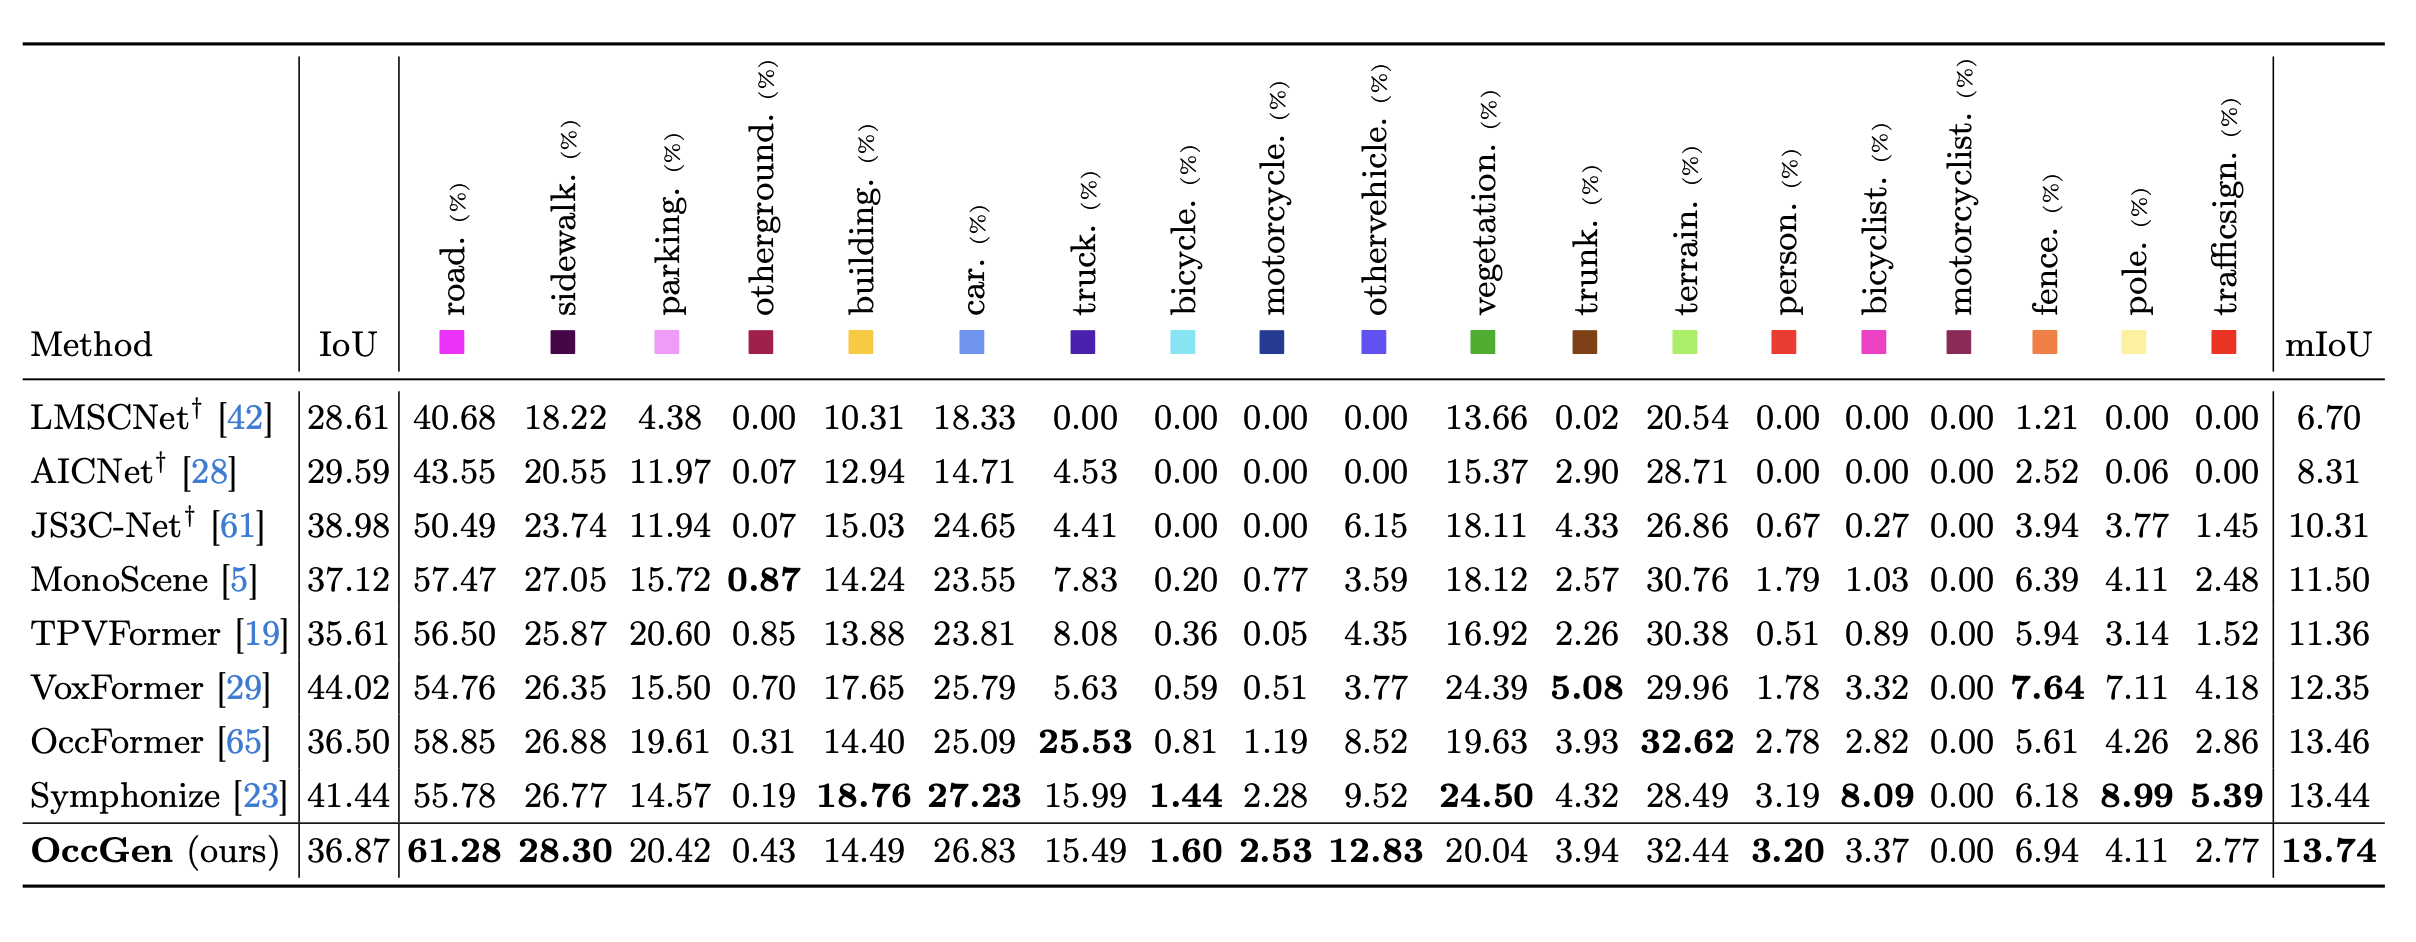 Method IoU road. (%) sidewalk. (%) parking. (%) otherground. (%) building. (%) car. (%) truck. (%) bicycle. (%) motorcycle. (%) othervehicle. (%) vegetation. (%) trunk. (%) terrain. (%) person. (%) bicyclist. (%) motorcyclist. (%) fence. (%) pole. (%) trafficsign. (%) mIoU
LMSCNet† [42] 28.61 40.68 18.22 4.38 0.00 10.31 18.33 0.00 0.00 0.00 0.00 13.66 0.02 20.54 0.00 0.00 0.00 1.21 0.00 0.00 6.70
AICNet† [28] 29.59 43.55 20.55 11.97 0.07 12.94 14.71 4.53 0.00 0.00 0.00 15.37 2.90 28.71 0.00 0.00 0.00 2.52 0.06 0.00 8.31
JS3C-Net† [61] 38.98 50.49 23.74 11.94 0.07 15.03 24.65 4.41 0.00 0.00 6.15 18.11 4.33 26.86 0.67 0.27 0.00 3.94 3.77 1.45 10.31
MonoScene [5] 37.12 57.47 27.05 15.72 0.87 14.24 23.55 7.83 0.20 0.77 3.59 18.12 2.57 30.76 1.79 1.03 0.00 6.39 4.11 2.48 11.50
TPVFormer [19] 35.61 56.50 25.87 20.60 0.85 13.88 23.81 8.08 0.36 0.05 4.35 16.92 2.26 30.38 0.51 0.89 0.00 5.94 3.14 1.52 11.36
VoxFormer [29] 44.02 54.76 26.35 15.50 0.70 17.65 25.79 5.63 0.59 0.51 3.77 24.39 5.08 29.96 1.78 3.32 0.00 7.64 7.11 4.18 12.35
OccFormer [65] 36.50 58.85 26.88 19.61 0.31 14.40 25.09 25.53 0.81 1.19 8.52 19.63 3.93 32.62 2.78 2.82 0.00 5.61 4.26 2.86 13.46
Symphonize [23] 41.44 55.78 26.77 14.57 0.19 18.76 27.23 15.99 1.44 2.28 9.52 24.50 4.32 28.49 3.19 8.09 0.00 6.18 8.99 5.39 13.44
OccGen (ours) 36.87 61.28 28.30 20.42 0.43 14.49 26.83 15.49 1.60 2.53 12.83 20.04 3.94 32.44 3.20 3.37 0.00 6.94 4.11 2.77 13.74